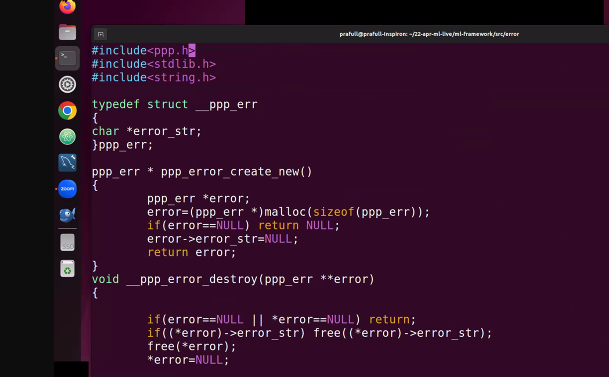 prafull@prafull-Inspiron: ~/22-apr-ml-live/ml-framework/src/error
#include<ppp.h>
#include<stdlib.h>
#include<string.h>
typedef struct __ppp_err
{
char *error_str;
}ppp_err;
ppp_err * ppp_error_create_new()
{
ppp_err *error;
error=(ppp_err *)malloc(sizeof(ppp_err));
if(error==NULL) return NULL;
error->error_str=NULL;
return error;
}
void __ppp_error_destroy(ppp_err **error)
{
if(error==NULL || *error==NULL) return;
if((*error)->error_str) free((*error)->error_str);
free(*error);
*error=NULL;
zoom